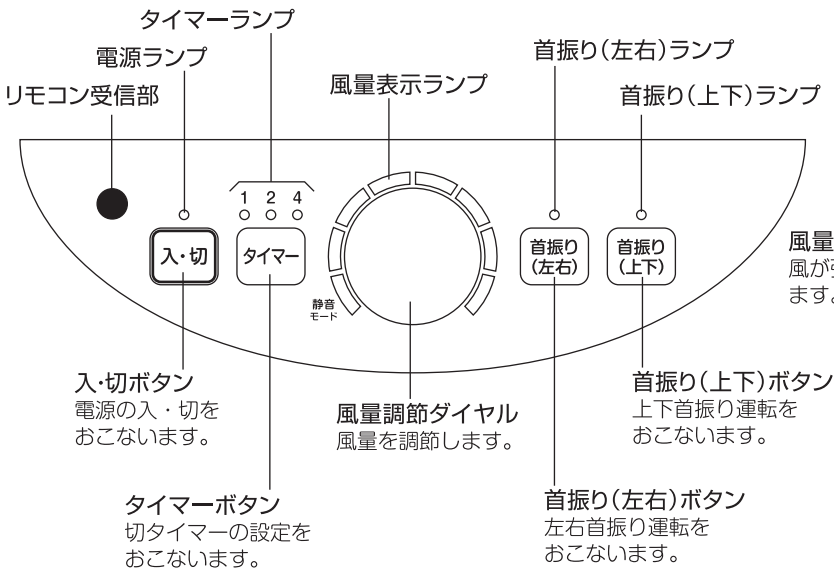 タイマーランプ
電源ランプ
リモコン受信部
風量表示ランプ
首振り(左右)ランプ
首振り(上下)ランプ
1 2 4
入・切
タイマー
静音
モード
首振り
(左右)
首振り
(上下)
風量
風が
ます。
入・切ボタン
電源の入・切を
おこないます。
風量調節ダイヤル
風量を調節します。
首振り(上下)ボタン
上下首振り運転を
おこないます。
タイマーボタン
切タイマーの設定を
おこないます。
首振り(左右)ボタン
左右首振り運転を
おこないます。